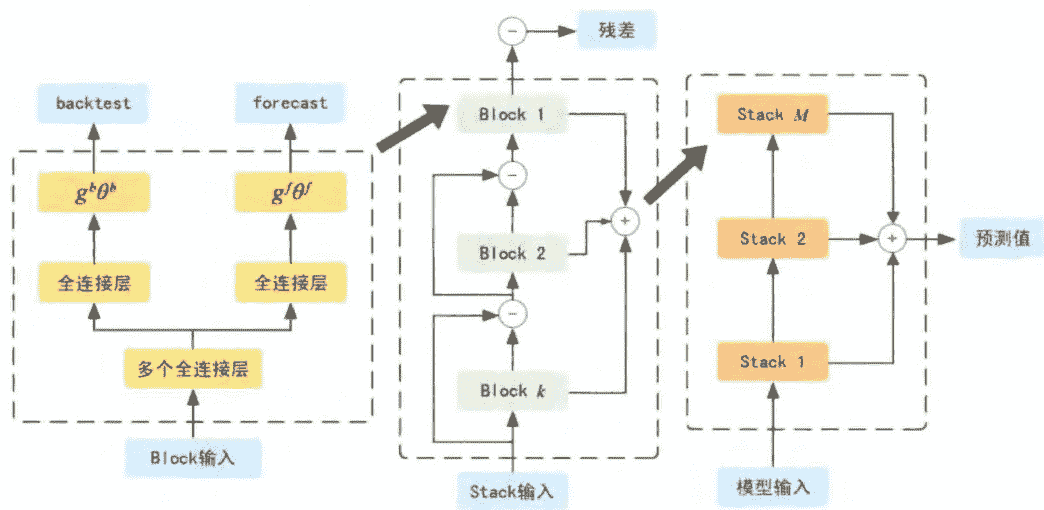 残差
backtest
forecast
g^b θ^b
g^f θ^f
全连接层
全连接层
多个全连接层
Block输入
Block 1
−
−
Block 2
+
−
Block k
Stack输入
Stack M
Stack 2
+
预测值
Stack 1
模型输入